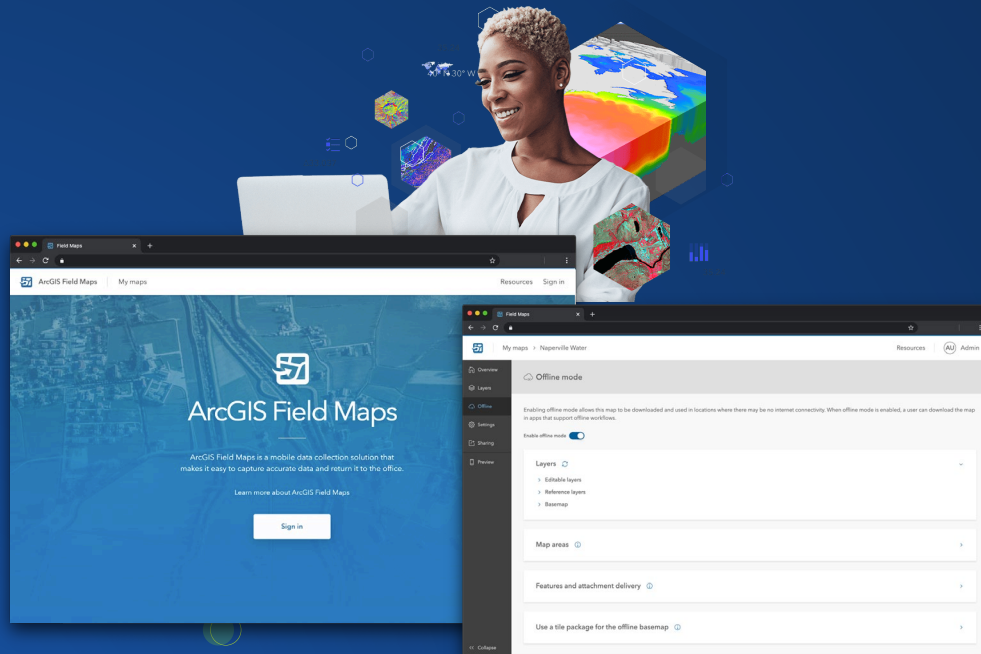 Field Maps
ArcGIS Field Maps
My maps
Resources
Sign in
ArcGIS Field Maps
ArcGIS Field Maps is a mobile data collection solution that
makes it easy to capture accurate data and return it to the office.
Learn more about ArcGIS Field Maps
Sign in
Field Maps
My maps > Naperville Water
Resources
AU
Admin
Overview
Layers
Offline
Settings
Sharing
Preview
<< Collapse
Offline mode
Enabling offline mode allows this map to be downloaded and used in locations where there may be no internet connectivity. When offline mode is enabled, a user can download the map
in apps that support offline workflows.
Enable offline mode
Layers
> Editable layers
> Reference layers
> Basemap
Map areas
Features and attachment delivery
Use a tile package for the offline basemap